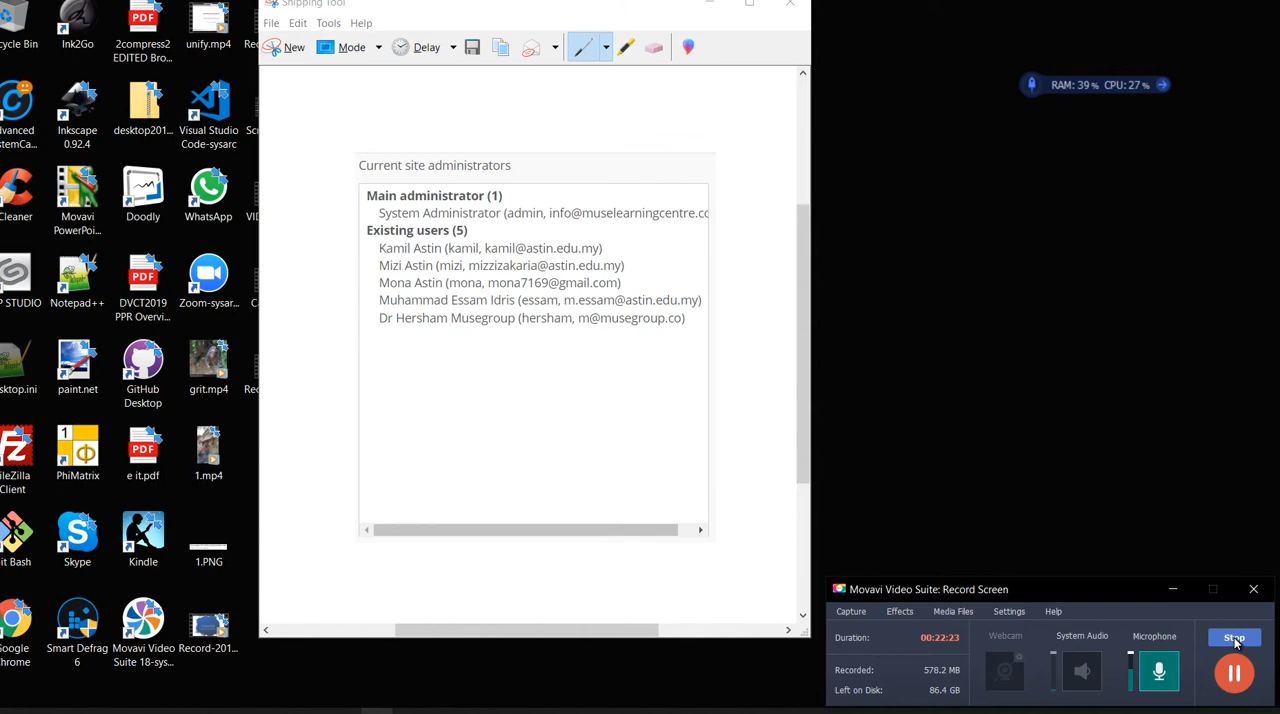 Snipping Tool
File Edit Tools Help
New Mode Delay
Current site administrators
Main administrator (1)
System Administrator (admin, info@muselearningcentre.co
Existing users (5)
Kamil Astin (kamil, kamil@astin.edu.my)
Mizi Astin (mizi, mizzizakaria@astin.edu.my)
Mona Astin (mona, mona7169@gmail.com)
Muhammad Essam Idris (essam, m.essam@astin.edu.my)
Dr Hersham Musegroup (hersham, m@musegroup.co)
RAM: 39 % CPU: 27 %
ecycle Bin Ink2Go 2compress2 unify.mp4
EDITED Bro...
dvanced Inkscape desktop201... Visual Studio
stemCa... 0.92.4 Code-sysarc
Cleaner Movavi Doodly WhatsApp
PowerPoi...
P STUDIO Notepad++ DVCT2019 Zoom-sysar...
PPR Overvi...
sktop.ini paint.net GitHub grit.mp4
Desktop
ileZilla PhiMatrix e it.pdf 1.mp4
Client
it Bash Skype Kindle 1.PNG
Google Smart Defrag Movavi Video Record-201...
Chrome 6 Suite 18-sys...
Movavi Video Suite: Record Screen
Capture Effects Media Files Settings Help
Duration: 00:22:23 Webcam System Audio Microphone Stop
Recorded: 578.2 MB
Left on Disk: 86.4 GB